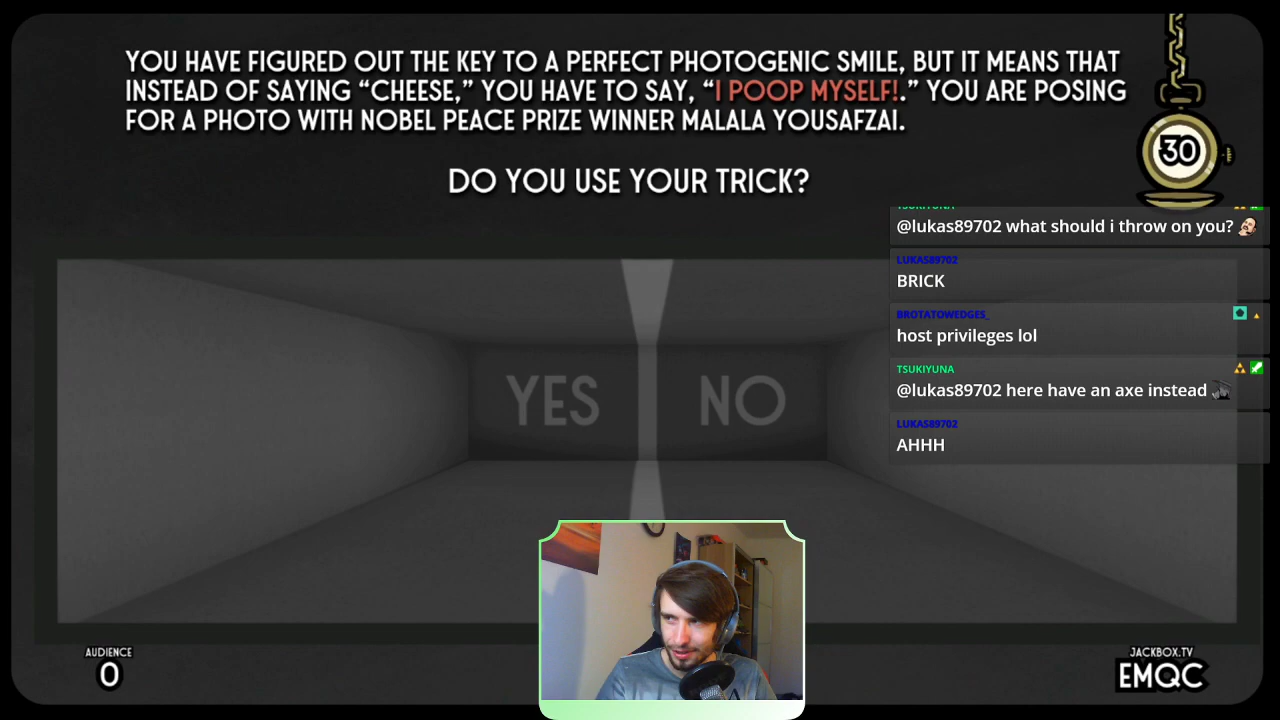 YOU HAVE FIGURED OUT THE KEY TO A PERFECT PHOTOGENIC SMILE, BUT IT MEANS THAT
INSTEAD OF SAYING “CHEESE,” YOU HAVE TO SAY, “I POOP MYSELF!.” YOU ARE POSING
FOR A PHOTO WITH NOBEL PEACE PRIZE WINNER MALALA YOUSAFZAI.
30
DO YOU USE YOUR TRICK?
TSUKIYUNA
@lukas89702 what should i throw on you?
LUKAS89702
BRICK
BROTATOWEDGES_
host privileges lol
TSUKIYUNA
@lukas89702 here have an axe instead
LUKAS89702
AHHH
YES NO
AUDIENCE
0
JACKBOX.TV
EMQC